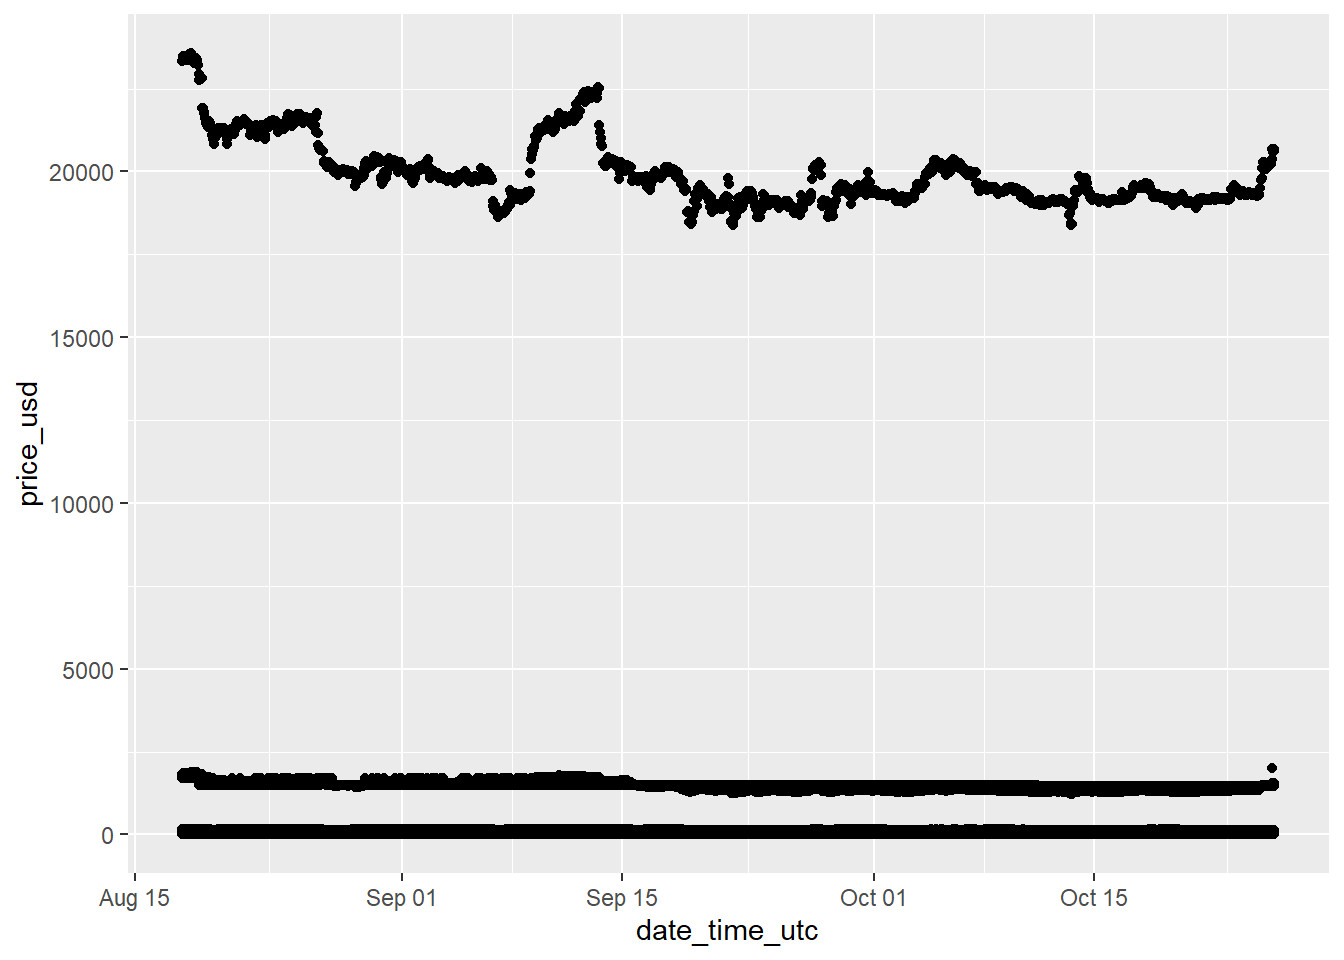 20000
15000
10000
5000
0
price_usd
Aug 15
Sep 01
Sep 15
Oct 01
Oct 15
date_time_utc